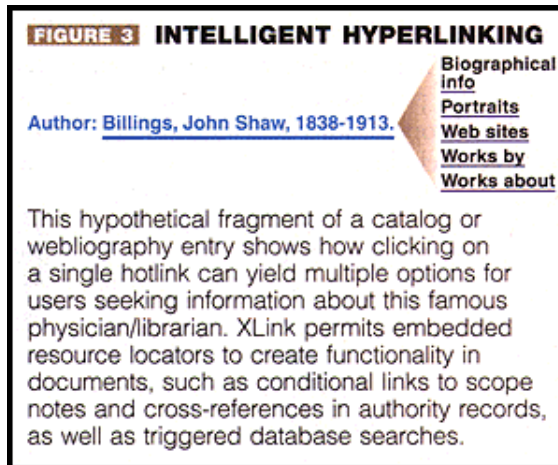 FIGURE 3 INTELLIGENT HYPERLINKING
Author: Billings, John Shaw, 1838-1913.
Biographical
info
Portraits
Web sites
Works by
Works about
This hypothetical fragment of a catalog or
webliography entry shows how clicking on
a single hotlink can yield multiple options for
users seeking information about this famous
physician/librarian. XLink permits embedded
resource locators to create functionality in
documents, such as conditional links to scope
notes and cross-references in authority records,
as well as triggered database searches.